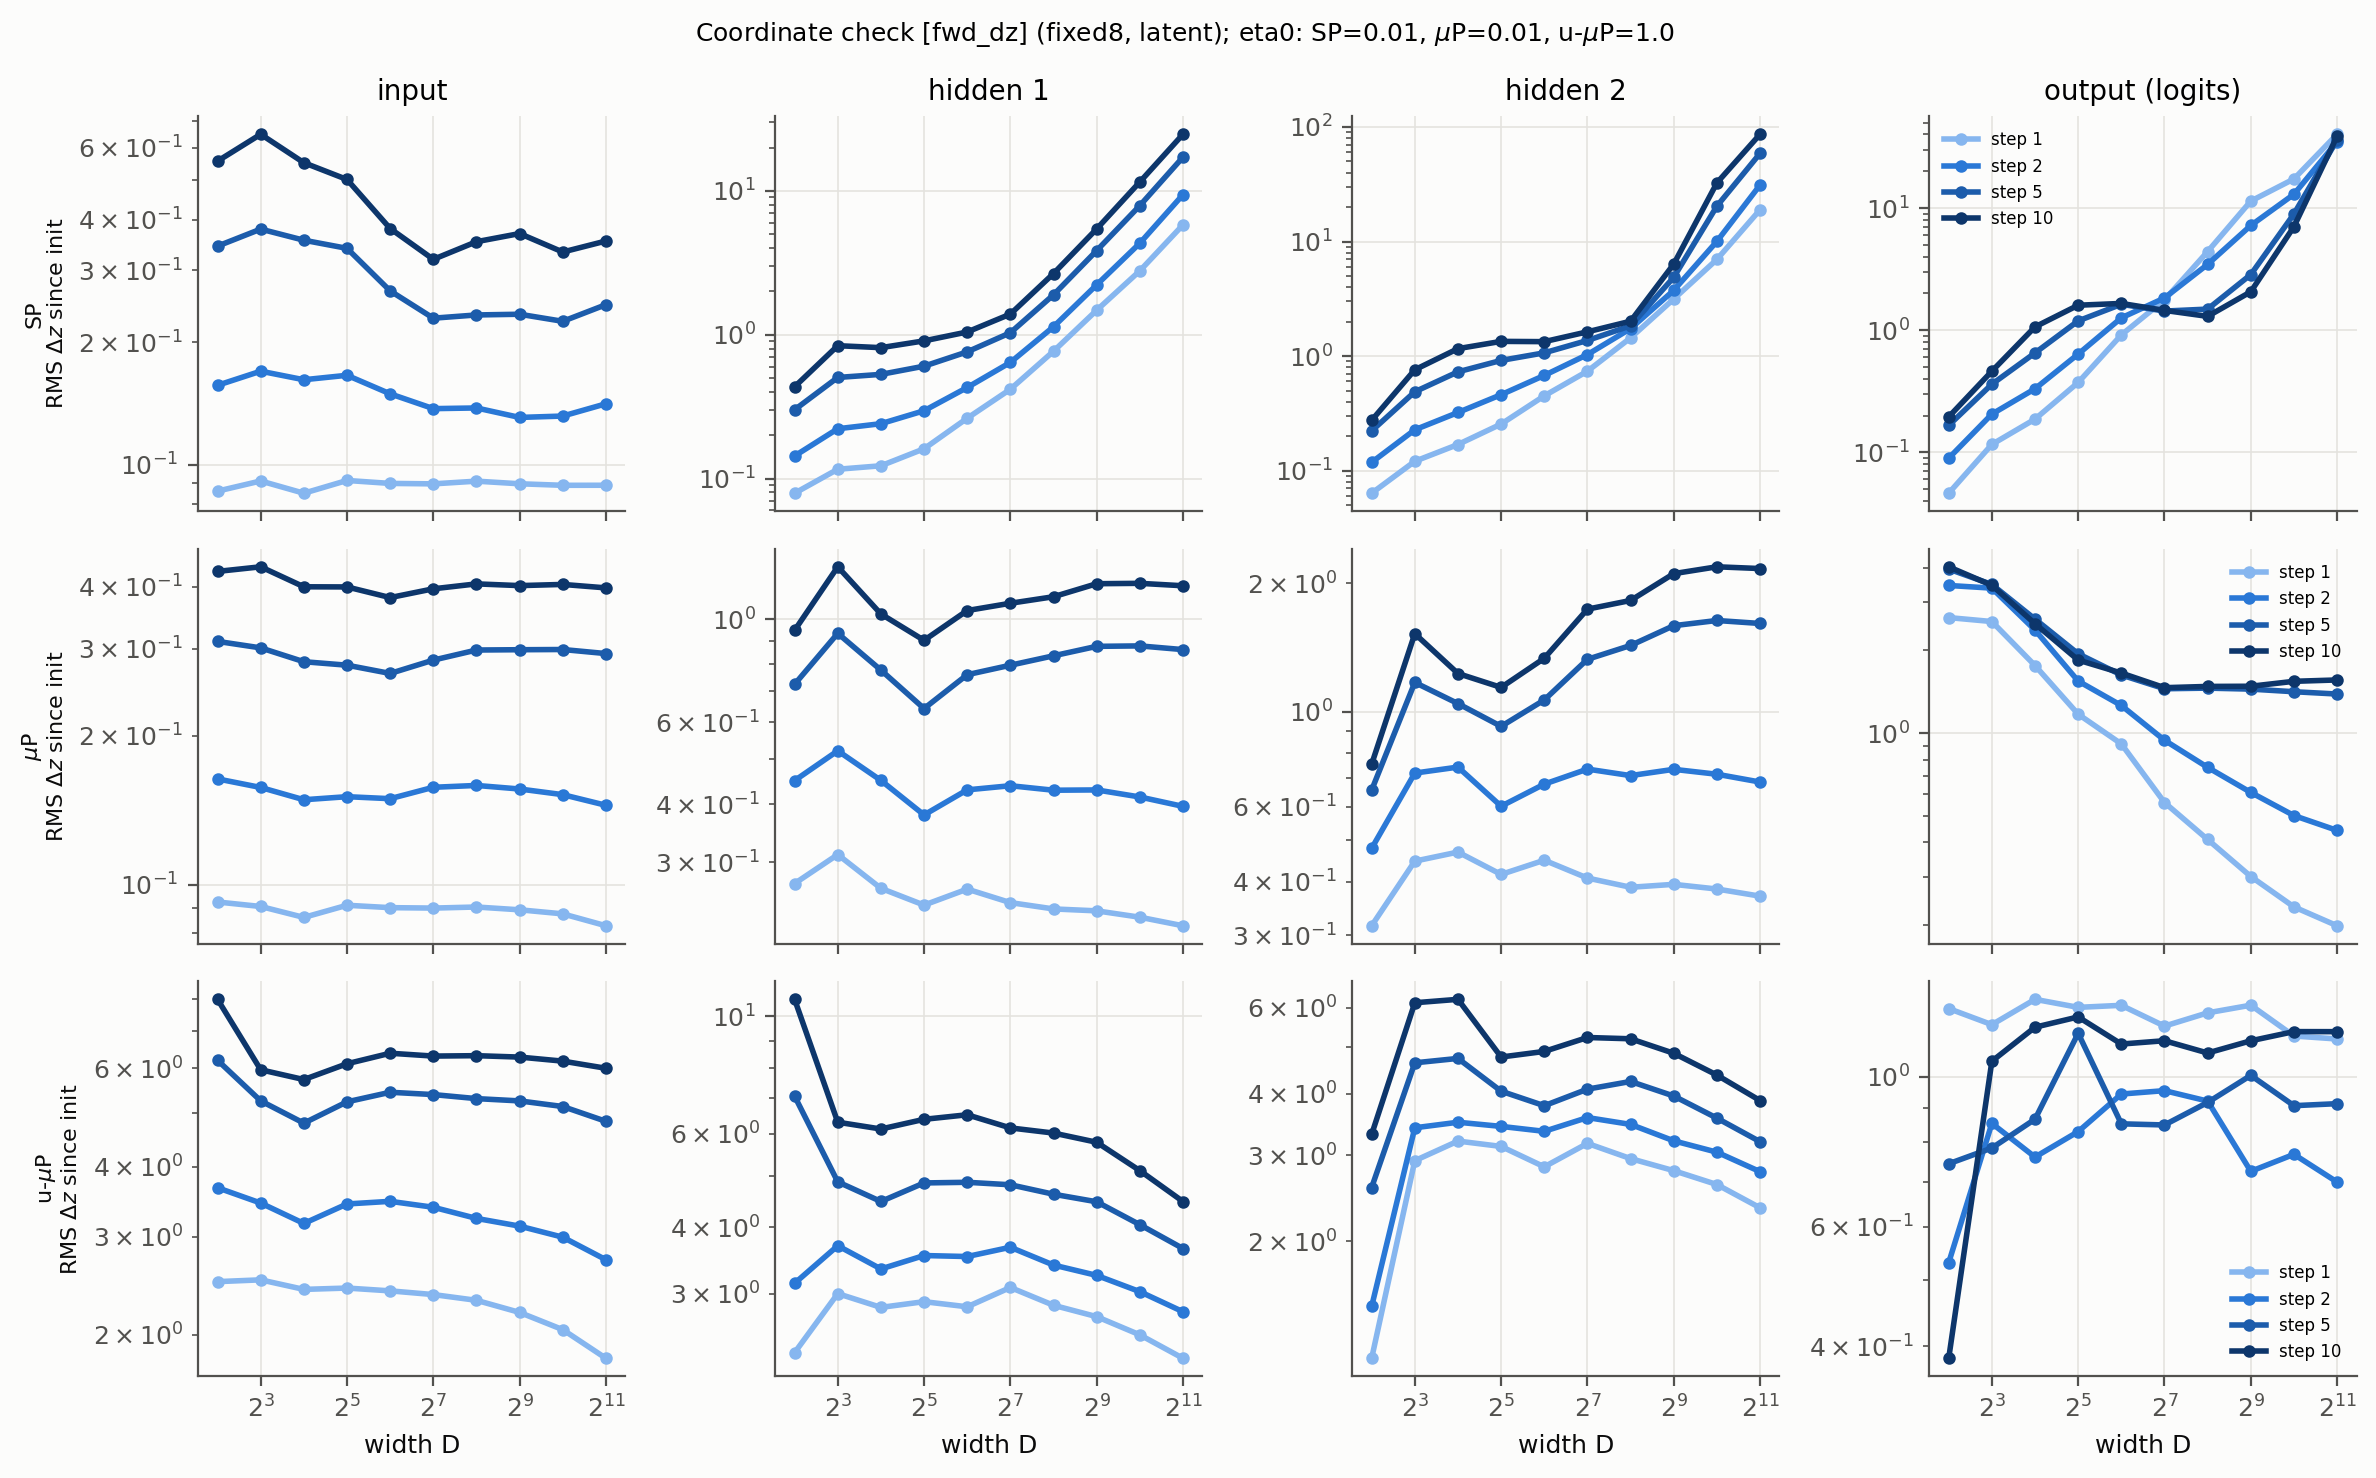 Coordinate check [fwd_dz] (fixed8, latent); eta0: SP=0.01, μP=0.01, u-μP=1.0
input
hidden 1
hidden 2
output (logits)
SP
RMS Δz since init
6 × 10⁻¹
4 × 10⁻¹
3 × 10⁻¹
2 × 10⁻¹
10⁻¹
10¹
10⁰
10⁻¹
10²
10¹
10⁰
10⁻¹
10¹
10⁰
10⁻¹
step 1
step 2
step 5
step 10
μP
RMS Δz since init
4 × 10⁻¹
3 × 10⁻¹
2 × 10⁻¹
10⁻¹
10⁰
6 × 10⁻¹
4 × 10⁻¹
3 × 10⁻¹
2 × 10⁰
10⁰
6 × 10⁻¹
4 × 10⁻¹
3 × 10⁻¹
10⁰
step 1
step 2
step 5
step 10
u-μP
RMS Δz since init
6 × 10⁰
4 × 10⁰
3 × 10⁰
2 × 10⁰
10¹
6 × 10⁰
4 × 10⁰
3 × 10⁰
6 × 10⁰
4 × 10⁰
3 × 10⁰
2 × 10⁰
10⁰
6 × 10⁻¹
4 × 10⁻¹
step 1
step 2
step 5
step 10
2³ 2⁵ 2⁷ 2⁹ 2¹¹
2³ 2⁵ 2⁷ 2⁹ 2¹¹
2³ 2⁵ 2⁷ 2⁹ 2¹¹
2³ 2⁵ 2⁷ 2⁹ 2¹¹
width D
width D
width D
width D